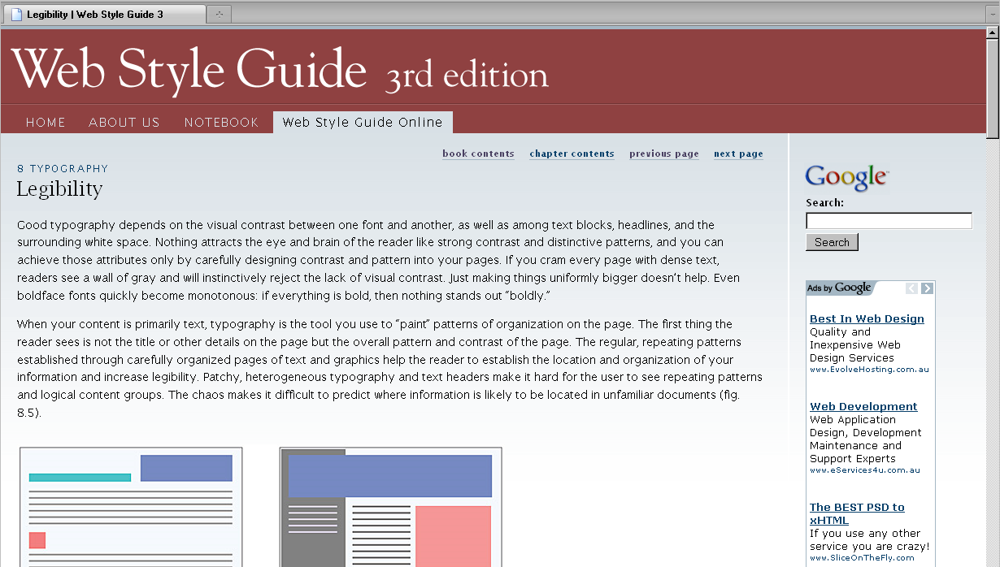 Legibility | Web Style Guide 3
Web Style Guide 3rd edition
HOME ABOUT US NOTEBOOK Web Style Guide Online
book contents chapter contents previous page next page
8 TYPOGRAPHY
Legibility
Good typography depends on the visual contrast between one font and another, as well as among text blocks, headlines, and the
surrounding white space. Nothing attracts the eye and brain of the reader like strong contrast and distinctive patterns, and you can
achieve those attributes only by carefully designing contrast and pattern into your pages. If you cram every page with dense text,
readers see a wall of gray and will instinctively reject the lack of visual contrast. Just making things uniformly bigger doesn’t help. Even
boldface fonts quickly become monotonous: if everything is bold, then nothing stands out “boldly.”
When your content is primarily text, typography is the tool you use to “paint” patterns of organization on the page. The first thing the
reader sees is not the title or other details on the page but the overall pattern and contrast of the page. The regular, repeating patterns
established through carefully organized pages of text and graphics help the reader to establish the location and organization of your
information and increase legibility. Patchy, heterogeneous typography and text headers make it hard for the user to see repeating patterns
and logical content groups. The chaos makes it difficult to predict where information is likely to be located in unfamiliar documents (fig.
8.5).
Google™
Search:
Search
Ads by Google
Best In Web Design
Quality and
Inexpensive Web
Design Services
www.EvolveHosting.com.au
Web Development
Web Application
Design, Development
Maintenance and
Support Experts
www.eServices4u.com.au
The BEST PSD to
xHTML
If you use any other
service you are crazy!
www.SliceOnTheFly.com